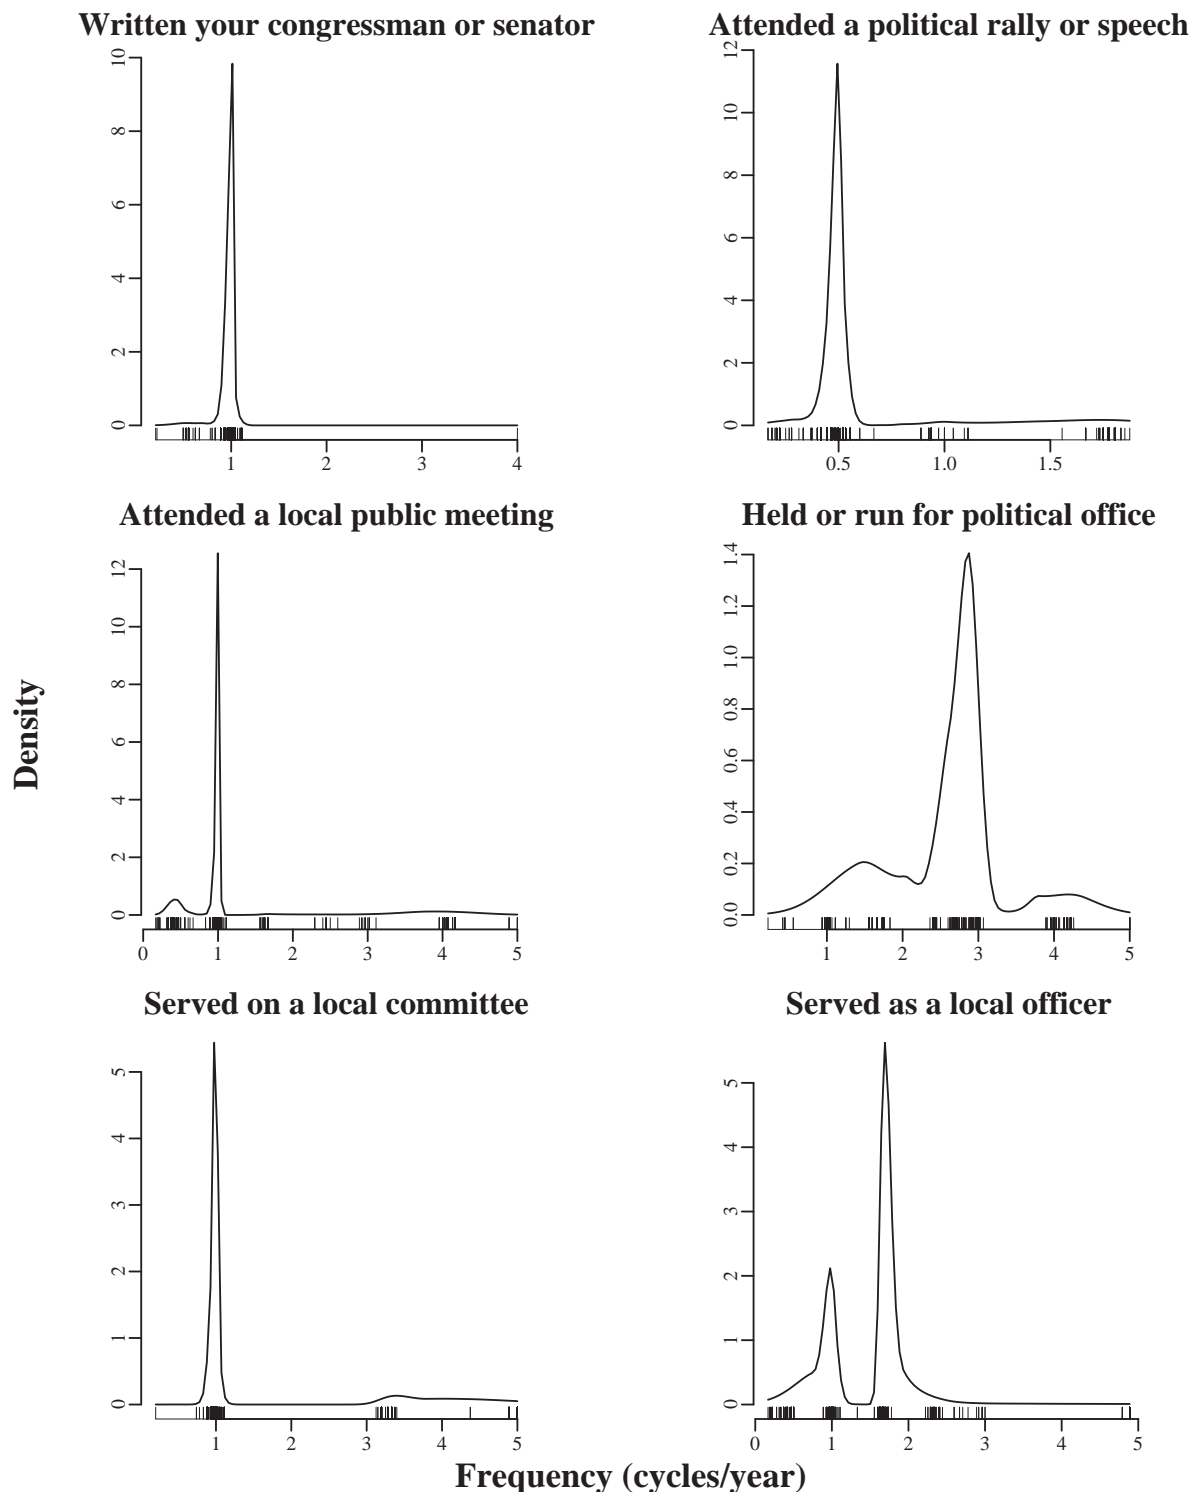 Written your congressman or senator
0 2 4 6 8 10
1 2 3 4
Attended a political rally or speech
0 2 4 6 8 10 12
0.5 1.0 1.5
Attended a local public meeting
0 2 4 6 8 10 12
0 1 2 3 4 5
Held or run for political office
0.0 0.2 0.4 0.6 0.8 1.0 1.2 1.4
1 2 3 4 5
Density
Served on a local committee
0 1 2 3 4 5
1 2 3 4 5
Served as a local officer
0 1 2 3 4 5
0 1 2 3 4 5
Frequency (cycles/year)